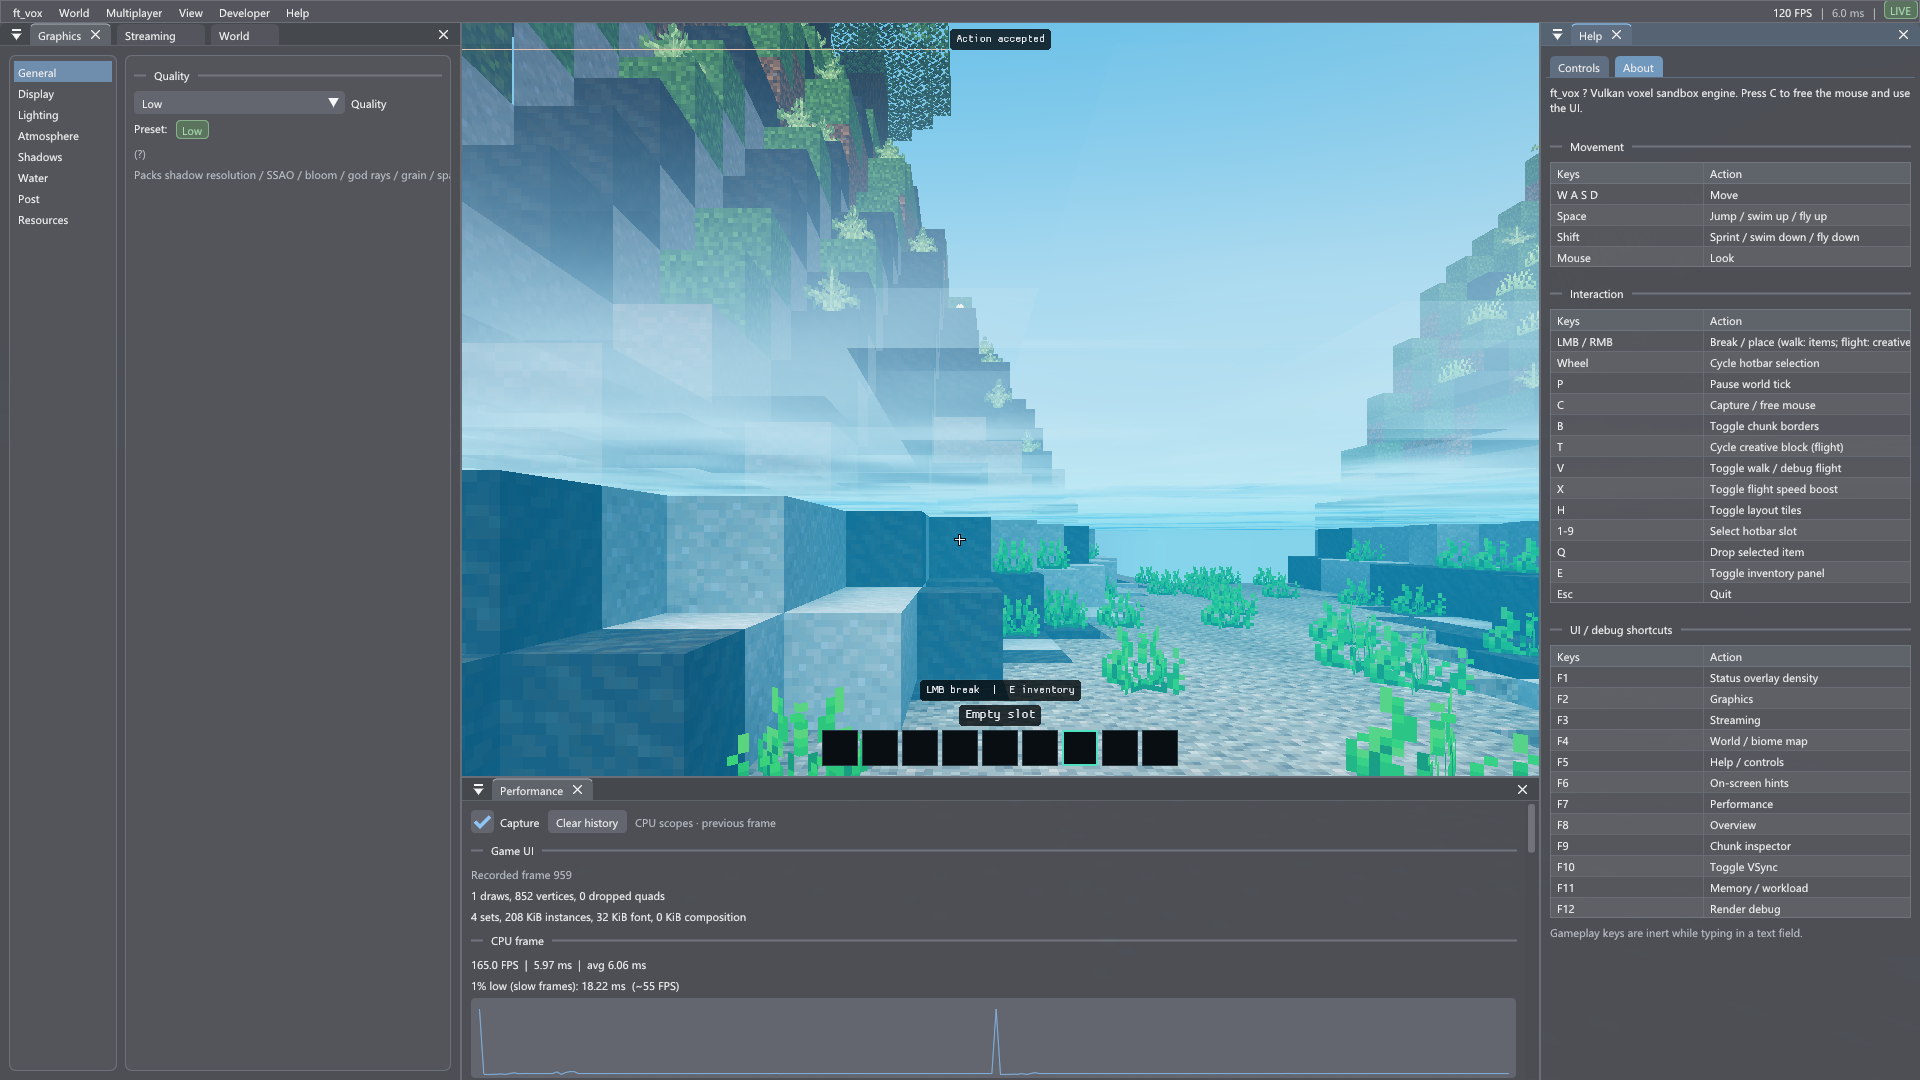 ft_vox World Multiplayer View Developer Help
120 FPS | 6.0 ms | LIVE
Graphics Streaming World
General
Display
Lighting
Atmosphere
Shadows
Water
Post
Resources
Quality
Low Quality
Preset: Low
(?)
Packs shadow resolution / SSAO / bloom / god rays / grain / sp
Action accepted
LMB break | E inventory
Empty slot
Performance
Capture Clear history CPU scopes · previous frame
Game UI
Recorded frame 959
1 draws, 852 vertices, 0 dropped quads
4 sets, 208 KiB instances, 32 KiB font, 0 KiB composition
CPU frame
165.0 FPS | 5.97 ms | avg 6.06 ms
1% low (slow frames): 18.22 ms (~55 FPS)
Help
Controls About
ft_vox ? Vulkan voxel sandbox engine. Press C to free the mouse and use
the UI.
Movement
Keys Action
W A S D Move
Space Jump / swim up / fly up
Shift Sprint / swim down / fly down
Mouse Look
Interaction
Keys Action
LMB / RMB Break / place (walk: items; flight: creative
Wheel Cycle hotbar selection
P Pause world tick
C Capture / free mouse
B Toggle chunk borders
T Cycle creative block (flight)
V Toggle walk / debug flight
X Toggle flight speed boost
H Toggle layout tiles
1-9 Select hotbar slot
Q Drop selected item
E Toggle inventory panel
Esc Quit
UI / debug shortcuts
Keys Action
F1 Status overlay density
F2 Graphics
F3 Streaming
F4 World / biome map
F5 Help / controls
F6 On-screen hints
F7 Performance
F8 Overview
F9 Chunk inspector
F10 Toggle VSync
F11 Memory / workload
F12 Render debug
Gameplay keys are inert while typing in a text field.